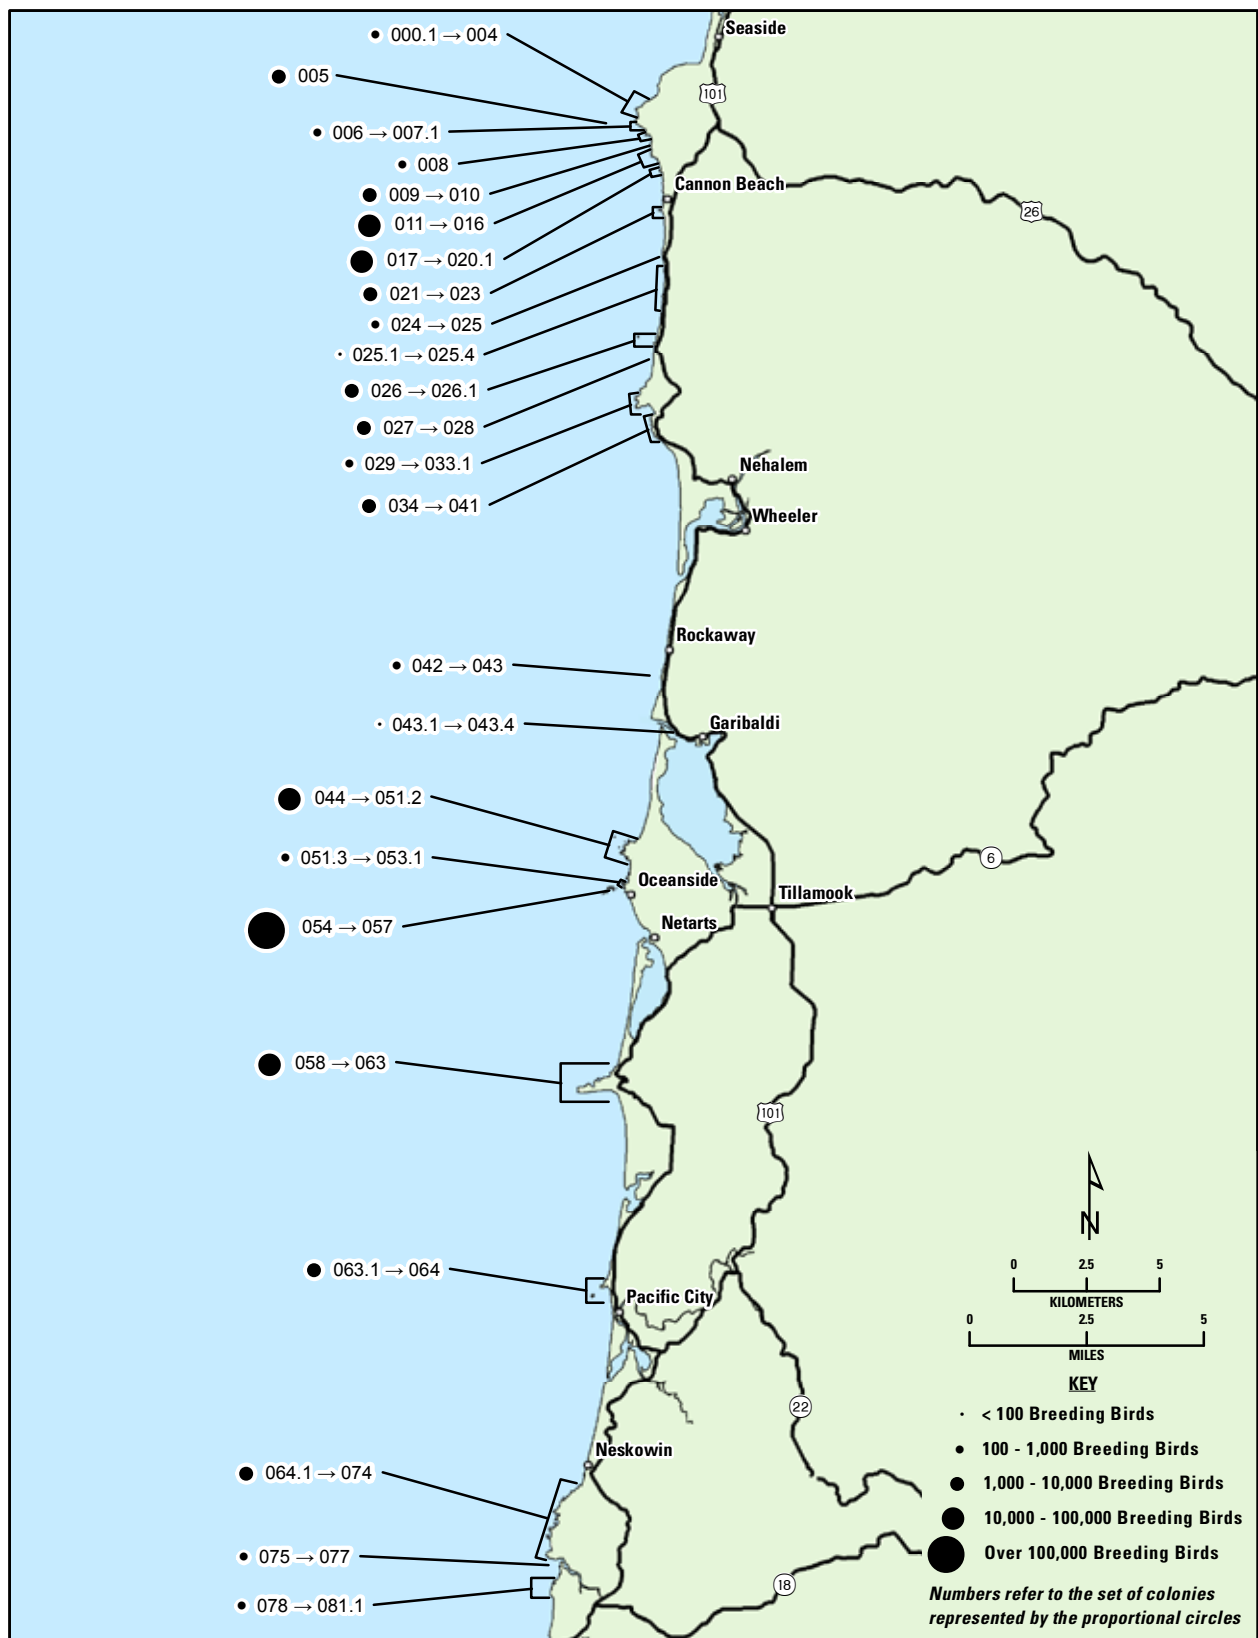 Seaside
000.1 → 004
005
101
006 → 007.1
008
Cannon Beach
009 → 010
26
011 → 016
017 → 020.1
021 → 023
024 → 025
025.1 → 025.4
026 → 026.1
027 → 028
029 → 033.1
Nehalem
034 → 041
Wheeler
Rockaway
042 → 043
043.1 → 043.4
Garibaldi
044 → 051.2
051.3 → 053.1
6
Oceanside
Tillamook
054 → 057
Netarts
058 → 063
101
N
063.1 → 064
0 2.5 5
KILOMETERS
Pacific City
0 2.5 5
MILES
KEY
< 100 Breeding Birds
22
100 - 1,000 Breeding Birds
Neskowin
064.1 → 074
1,000 - 10,000 Breeding Birds
10,000 - 100,000 Breeding Birds
075 → 077
Over 100,000 Breeding Birds
18
078 → 081.1
Numbers refer to the set of colonies
represented by the proportional circles